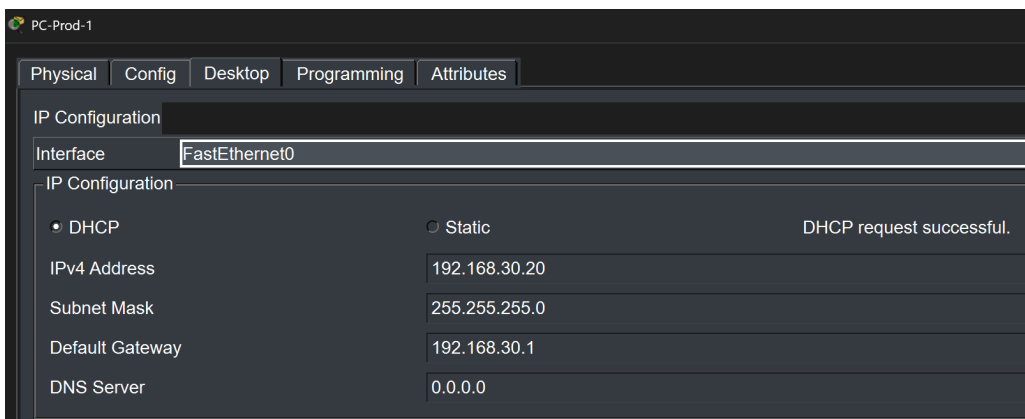 PC-Prod-1
Physical Config Desktop Programming Attributes
IP Configuration
Interface FastEthernet0
IP Configuration
DHCP Static DHCP request successful.
IPv4 Address 192.168.30.20
Subnet Mask 255.255.255.0
Default Gateway 192.168.30.1
DNS Server 0.0.0.0